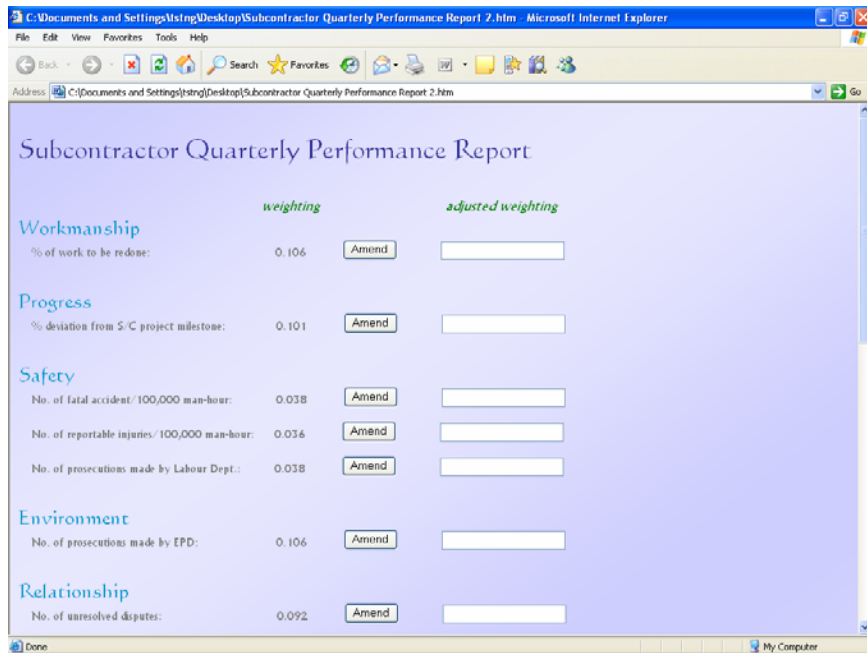 C:\Documents and Settings\tstng\Desktop\Subcontractor Quarterly Performance Report 2.htm - Microsoft Internet Explorer
File Edit View Favorites Tools Help
Back Search Favorites
Address C:\Documents and Settings\tstng\Desktop\Subcontractor Quarterly Performance Report 2.htm Go
Subcontractor Quarterly Performance Report
weighting adjusted weighting
Workmanship
% of work to be redone: 0.106 Amend
Progress
% deviation from S/C project milestone: 0.101 Amend
Safety
No. of fatal accident/100,000 man-hour: 0.038 Amend
No. of reportable injuries/100,000 man-hour: 0.036 Amend
No. of prosecutions made by Labour Dept.: 0.038 Amend
Environment
No. of prosecutions made by EPD: 0.106 Amend
Relationship
No. of unresolved disputes: 0.092 Amend
Done My Computer